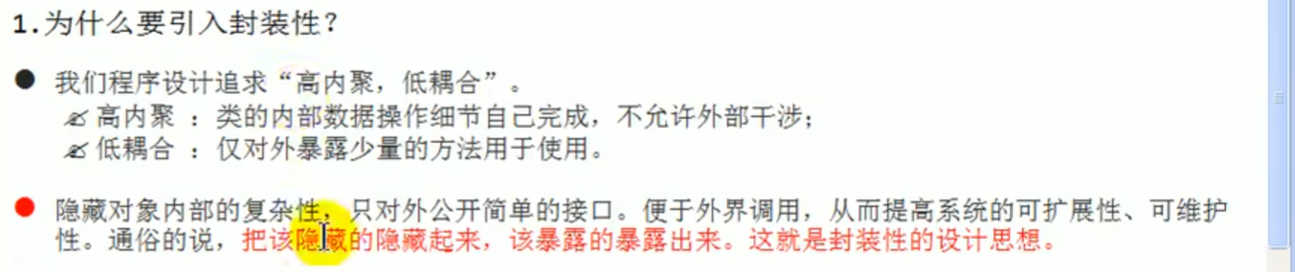 1.为什么要引入封装性？
我们程序设计追求“高内聚，低耦合”。
高内聚 ：类的内部数据操作细节自己完成，不允许外部干涉；
低耦合 ：仅对外暴露少量的方法用于使用。
隐藏对象内部的复杂性，只对外公开简单的接口。便于外界调用，从而提高系统的可扩展性、可维护
性。通俗的说，把该隐藏的隐藏起来，该暴露的暴露出来。这就是封装性的设计思想。